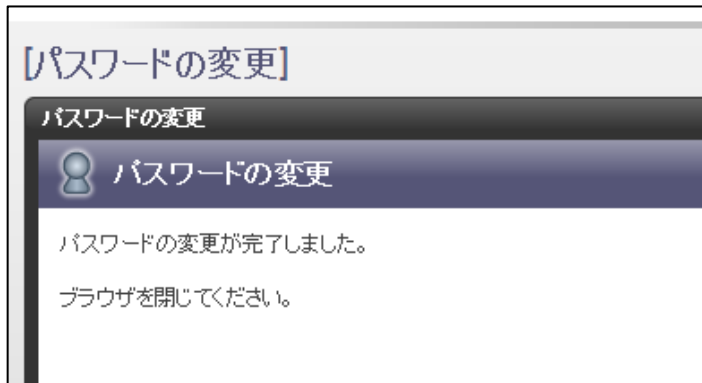 [パスワードの変更]
パスワードの変更
パスワードの変更
パスワードの変更が完了しました。
ブラウザを閉じてください。